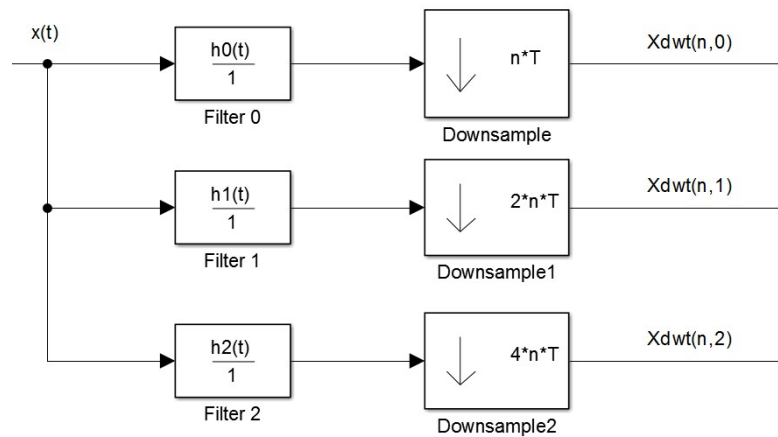 x(t)
h0(t)
1
Filter 0
n*T
Downsample
Xdwt(n,0)
h1(t)
1
Filter 1
2*n*T
Downsample1
Xdwt(n,1)
h2(t)
1
Filter 2
4*n*T
Downsample2
Xdwt(n,2)